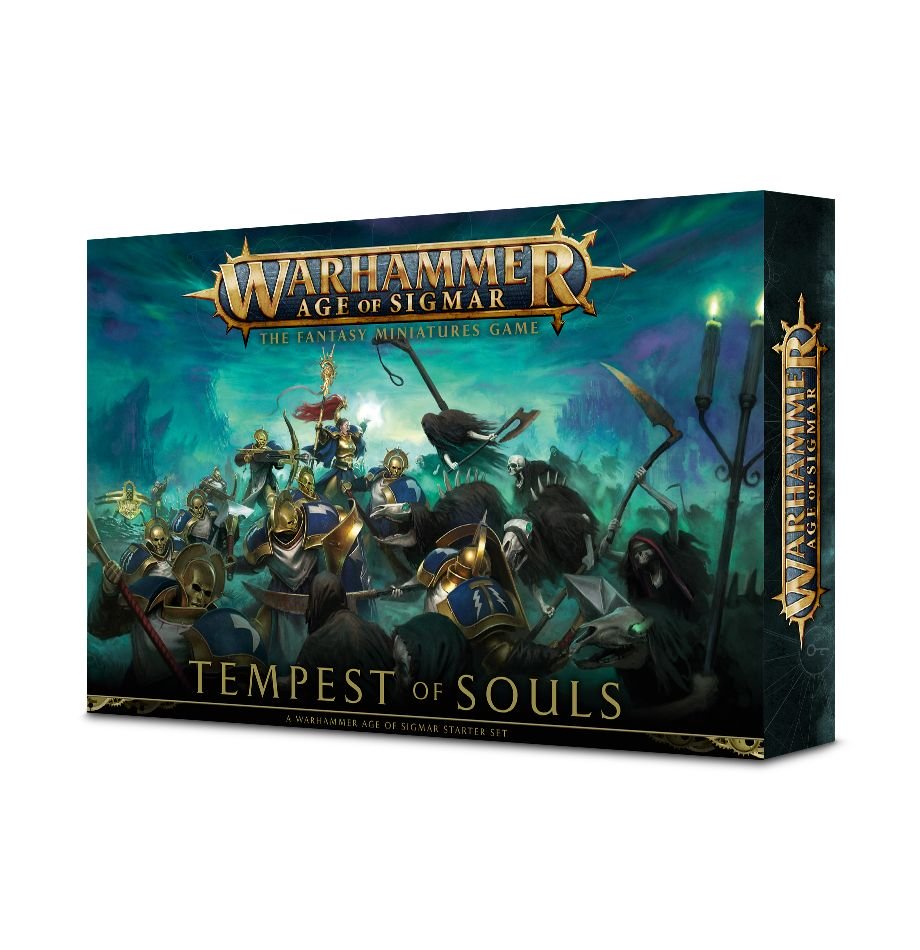 WARHAMMER
AGE OF SIGMAR
THE FANTASY MINIATURES GAME
TEMPEST OF SOULS
A WARHAMMER AGE OF SIGMAR STARTER SET
WARHAMMER
AGE OF SIGMAR